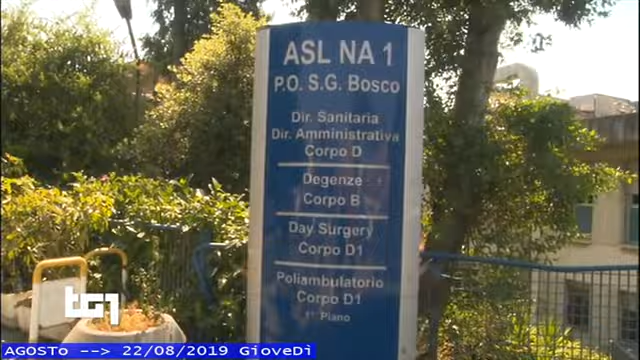 ASL NA 1
P.O. S.G. Bosco
Dir. Sanitaria
Dir. Amministrativa
Corpo D
Degenze
Corpo B
Day Surgery
Corpo D1
Poliambulatorio
Corpo D1
1° Piano
TG1
AGOSTo --> 22/08/2019 GioveDi